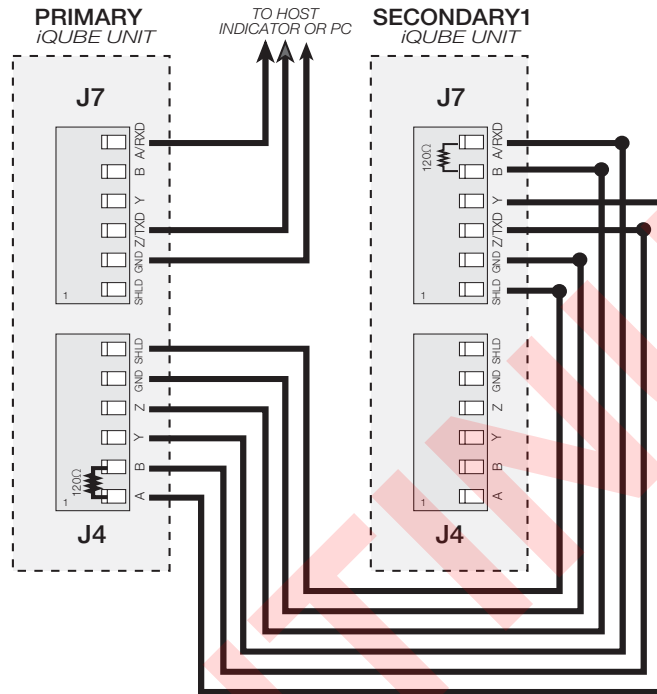 PRIMARY
iQUBE UNIT
TO HOST
INDICATOR OR PC
SECONDARY1
iQUBE UNIT
J7
A/RXD
B
Y
Z/TXD
GND
SHLD
1
SHLD
GND
Z
Y
B
A
120Ω
1
J4
J7
120Ω
A/RXD
B
Y
Z/TXD
GND
SHLD
1
SHLD
GND
Z
Y
B
A
1
J4